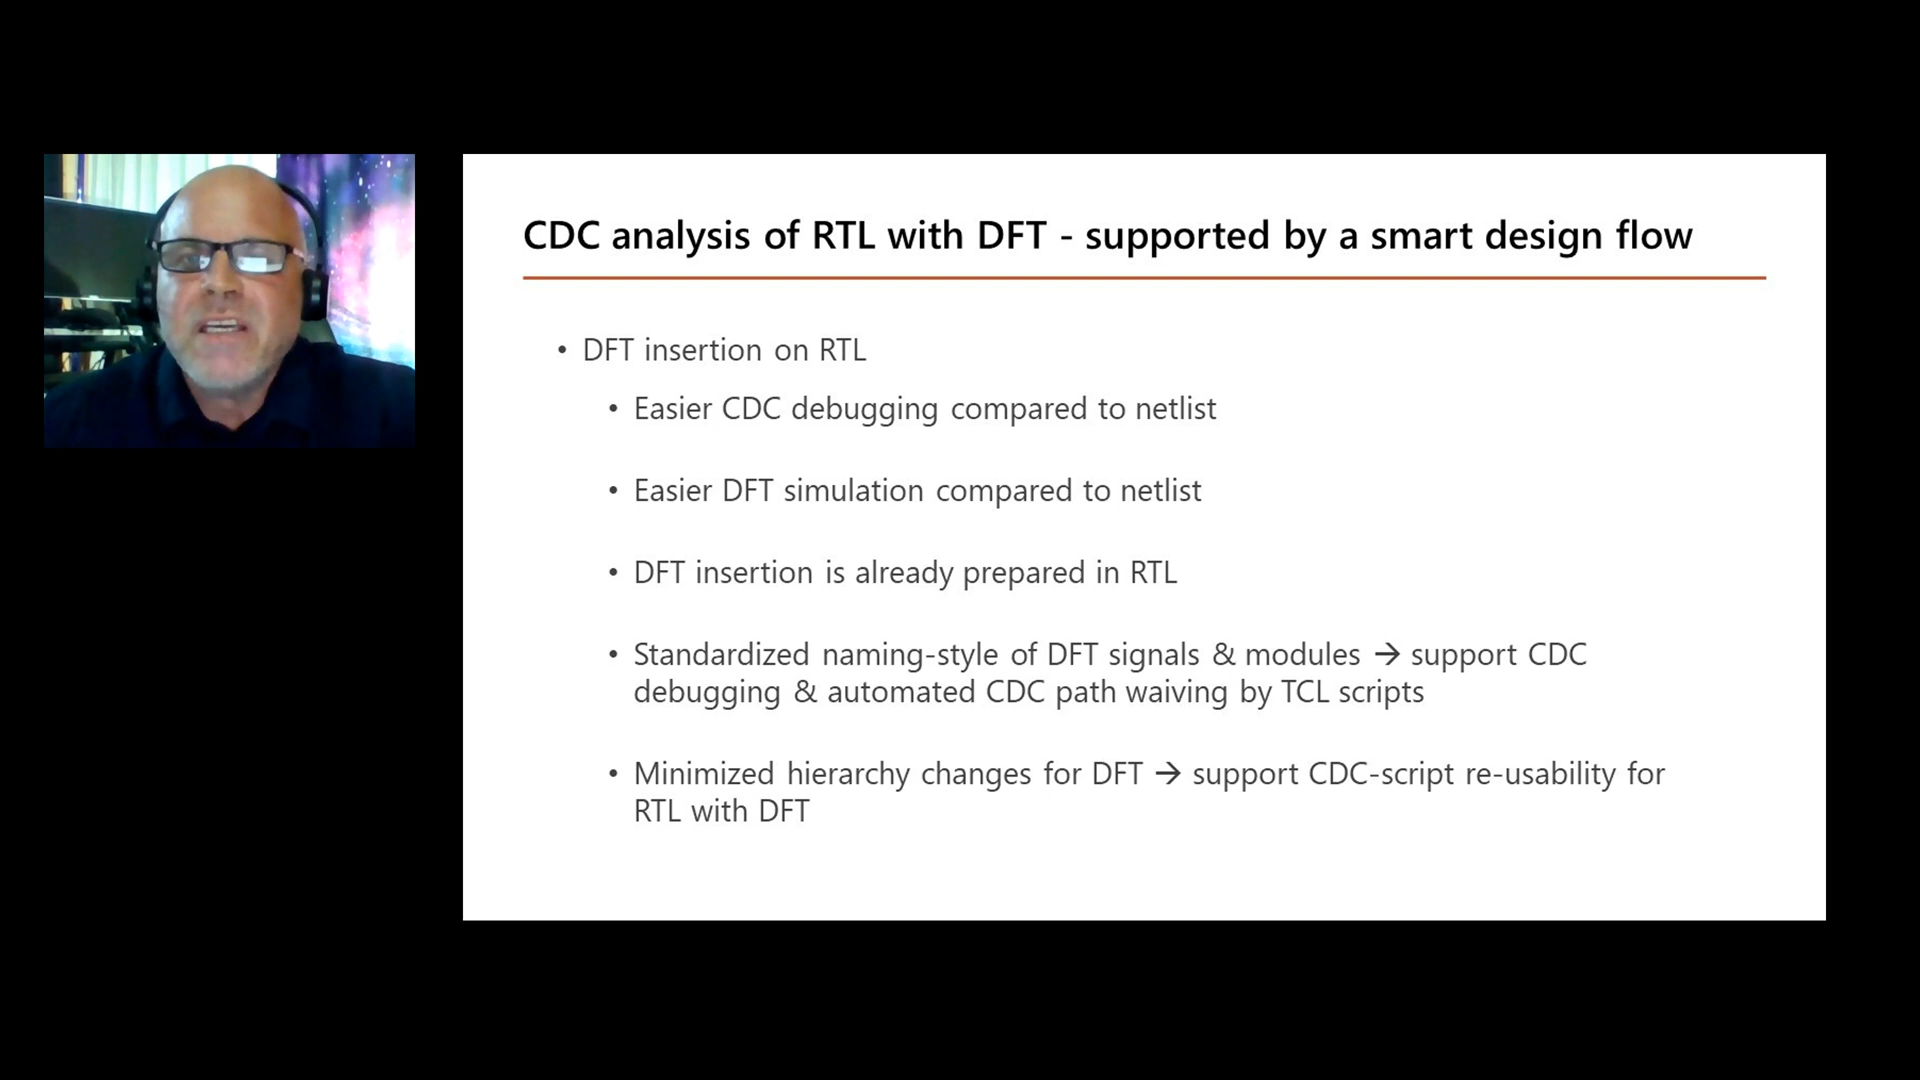 CDC analysis of RTL with DFT - supported by a smart design flow
• DFT insertion on RTL
• Easier CDC debugging compared to netlist
• Easier DFT simulation compared to netlist
• DFT insertion is already prepared in RTL
• Standardized naming-style of DFT signals & modules → support CDC
debugging & automated CDC path waiving by TCL scripts
• Minimized hierarchy changes for DFT → support CDC-script re-usability for
RTL with DFT